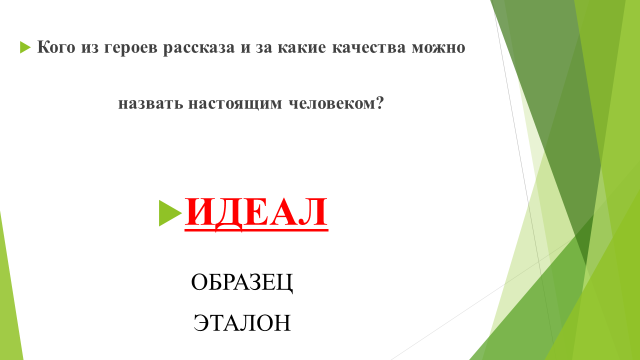 Кого из героев рассказа и за какие качества можно
назвать настоящим человеком?
ИДЕАЛ
ОБРАЗЕЦ
ЭТАЛОН